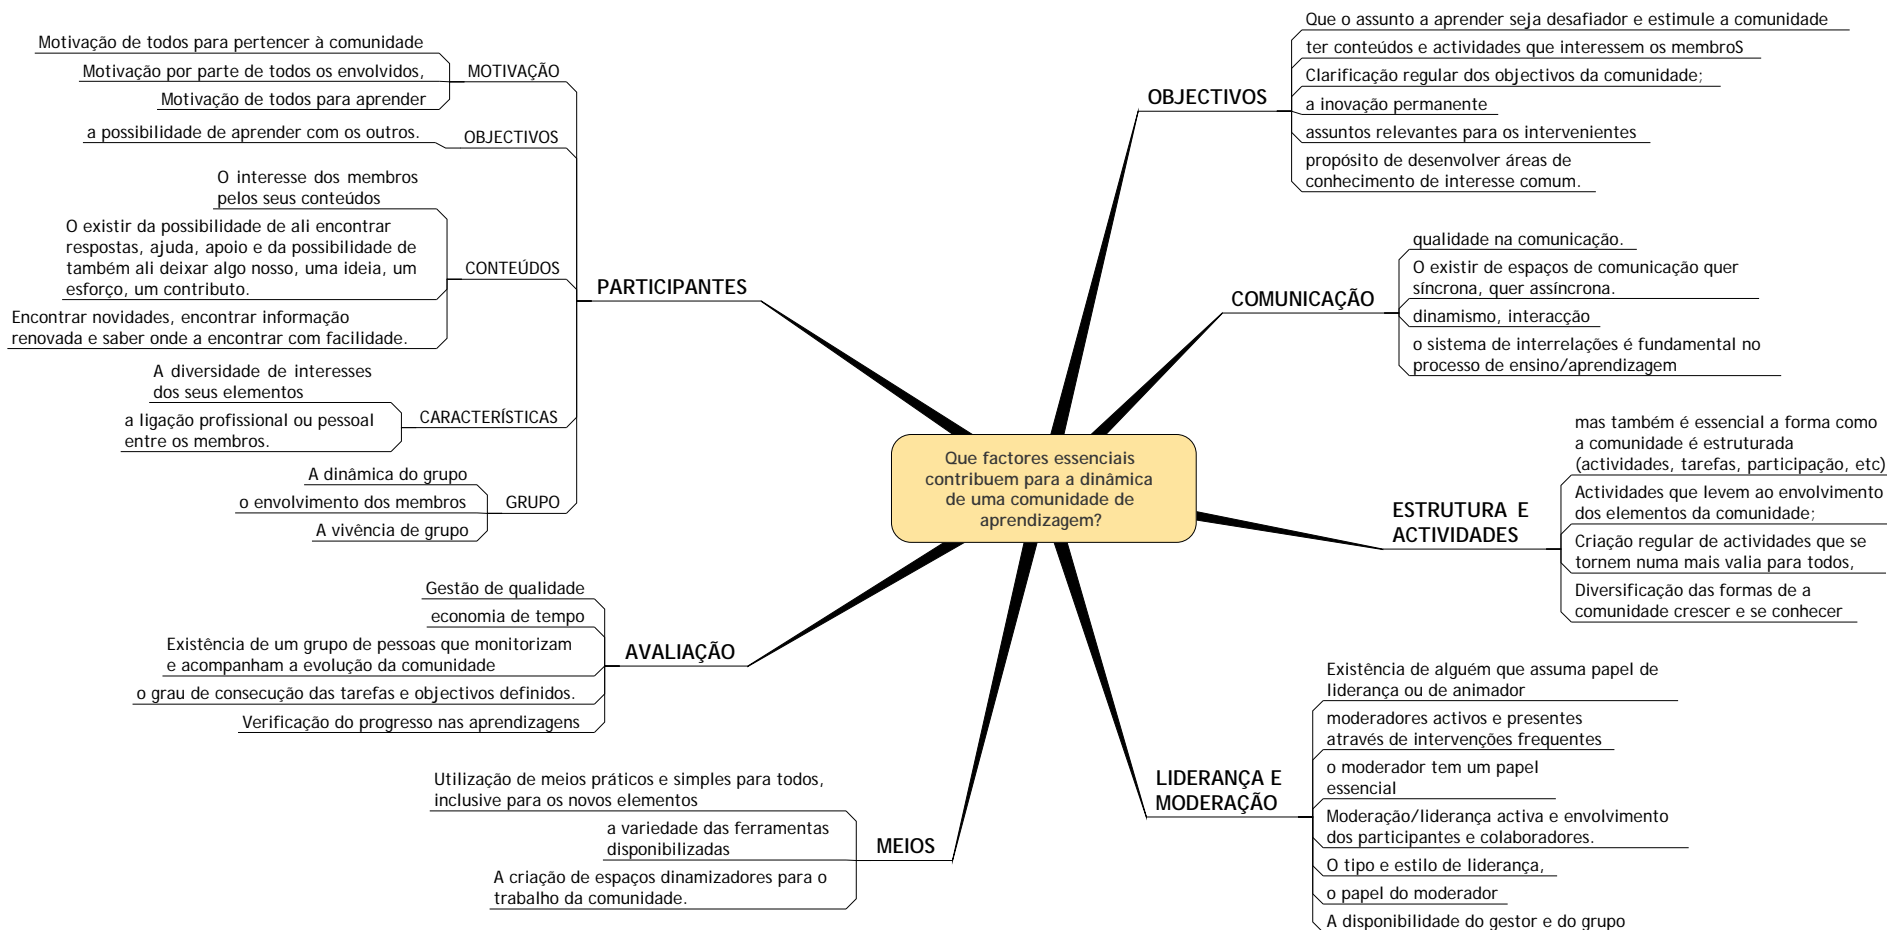 Que factores essenciais
contribuem para a dinâmica
de uma comunidade de
aprendizagem?
OBJECTIVOS
Que o assunto a aprender seja desafiador e estimule a comunidade
ter conteúdos e actividades que interessem os membroS
Clarificação regular dos objectivos da comunidade;
a inovação permanente
assuntos relevantes para os intervenientes
propósito de desenvolver áreas de
conhecimento de interesse comum.
COMUNICAÇÃO
qualidade na comunicação.
O existir de espaços de comunicação quer
síncrona, quer assíncrona.
dinamismo, interacção
o sistema de interrelações é fundamental no
processo de ensino/aprendizagem
ESTRUTURA E
ACTIVIDADES
mas também é essencial a forma como
a comunidade é estruturada
(actividades, tarefas, participação, etc)
Actividades que levem ao envolvimento
dos elementos da comunidade;
Criação regular de actividades que se
tornem numa mais valia para todos,
Diversificação das formas de a
comunidade crescer e se conhecer
LIDERANÇA E
MODERAÇÃO
Existência de alguém que assuma papel de
liderança ou de animador
moderadores activos e presentes
através de intervenções frequentes
o moderador tem um papel
essencial
Moderação/liderança activa e envolvimento
dos participantes e colaboradores.
O tipo e estilo de liderança,
o papel do moderador
A disponibilidade do gestor e do grupo
MEIOS
Utilização de meios práticos e simples para todos,
inclusive para os novos elementos
a variedade das ferramentas
disponibilizadas
A criação de espaços dinamizadores para o
trabalho da comunidade.
AVALIAÇÃO
Gestão de qualidade
economia de tempo
Existência de um grupo de pessoas que monitorizam
e acompanham a evolução da comunidade
o grau de consecução das tarefas e objectivos definidos.
Verificação do progresso nas aprendizagens
PARTICIPANTES
MOTIVAÇÃO
Motivação de todos para pertencer à comunidade
Motivação por parte de todos os envolvidos,
Motivação de todos para aprender
OBJECTIVOS
a possibilidade de aprender com os outros.
CONTEÚDOS
O interesse dos membros
pelos seus conteúdos
O existir da possibilidade de ali encontrar
respostas, ajuda, apoio e da possibilidade de
também ali deixar algo nosso, uma ideia, um
esforço, um contributo.
Encontrar novidades, encontrar informação
renovada e saber onde a encontrar com facilidade.
CARACTERÍSTICAS
A diversidade de interesses
dos seus elementos
a ligação profissional ou pessoal
entre os membros.
GRUPO
A dinâmica do grupo
o envolvimento dos membros
A vivência de grupo